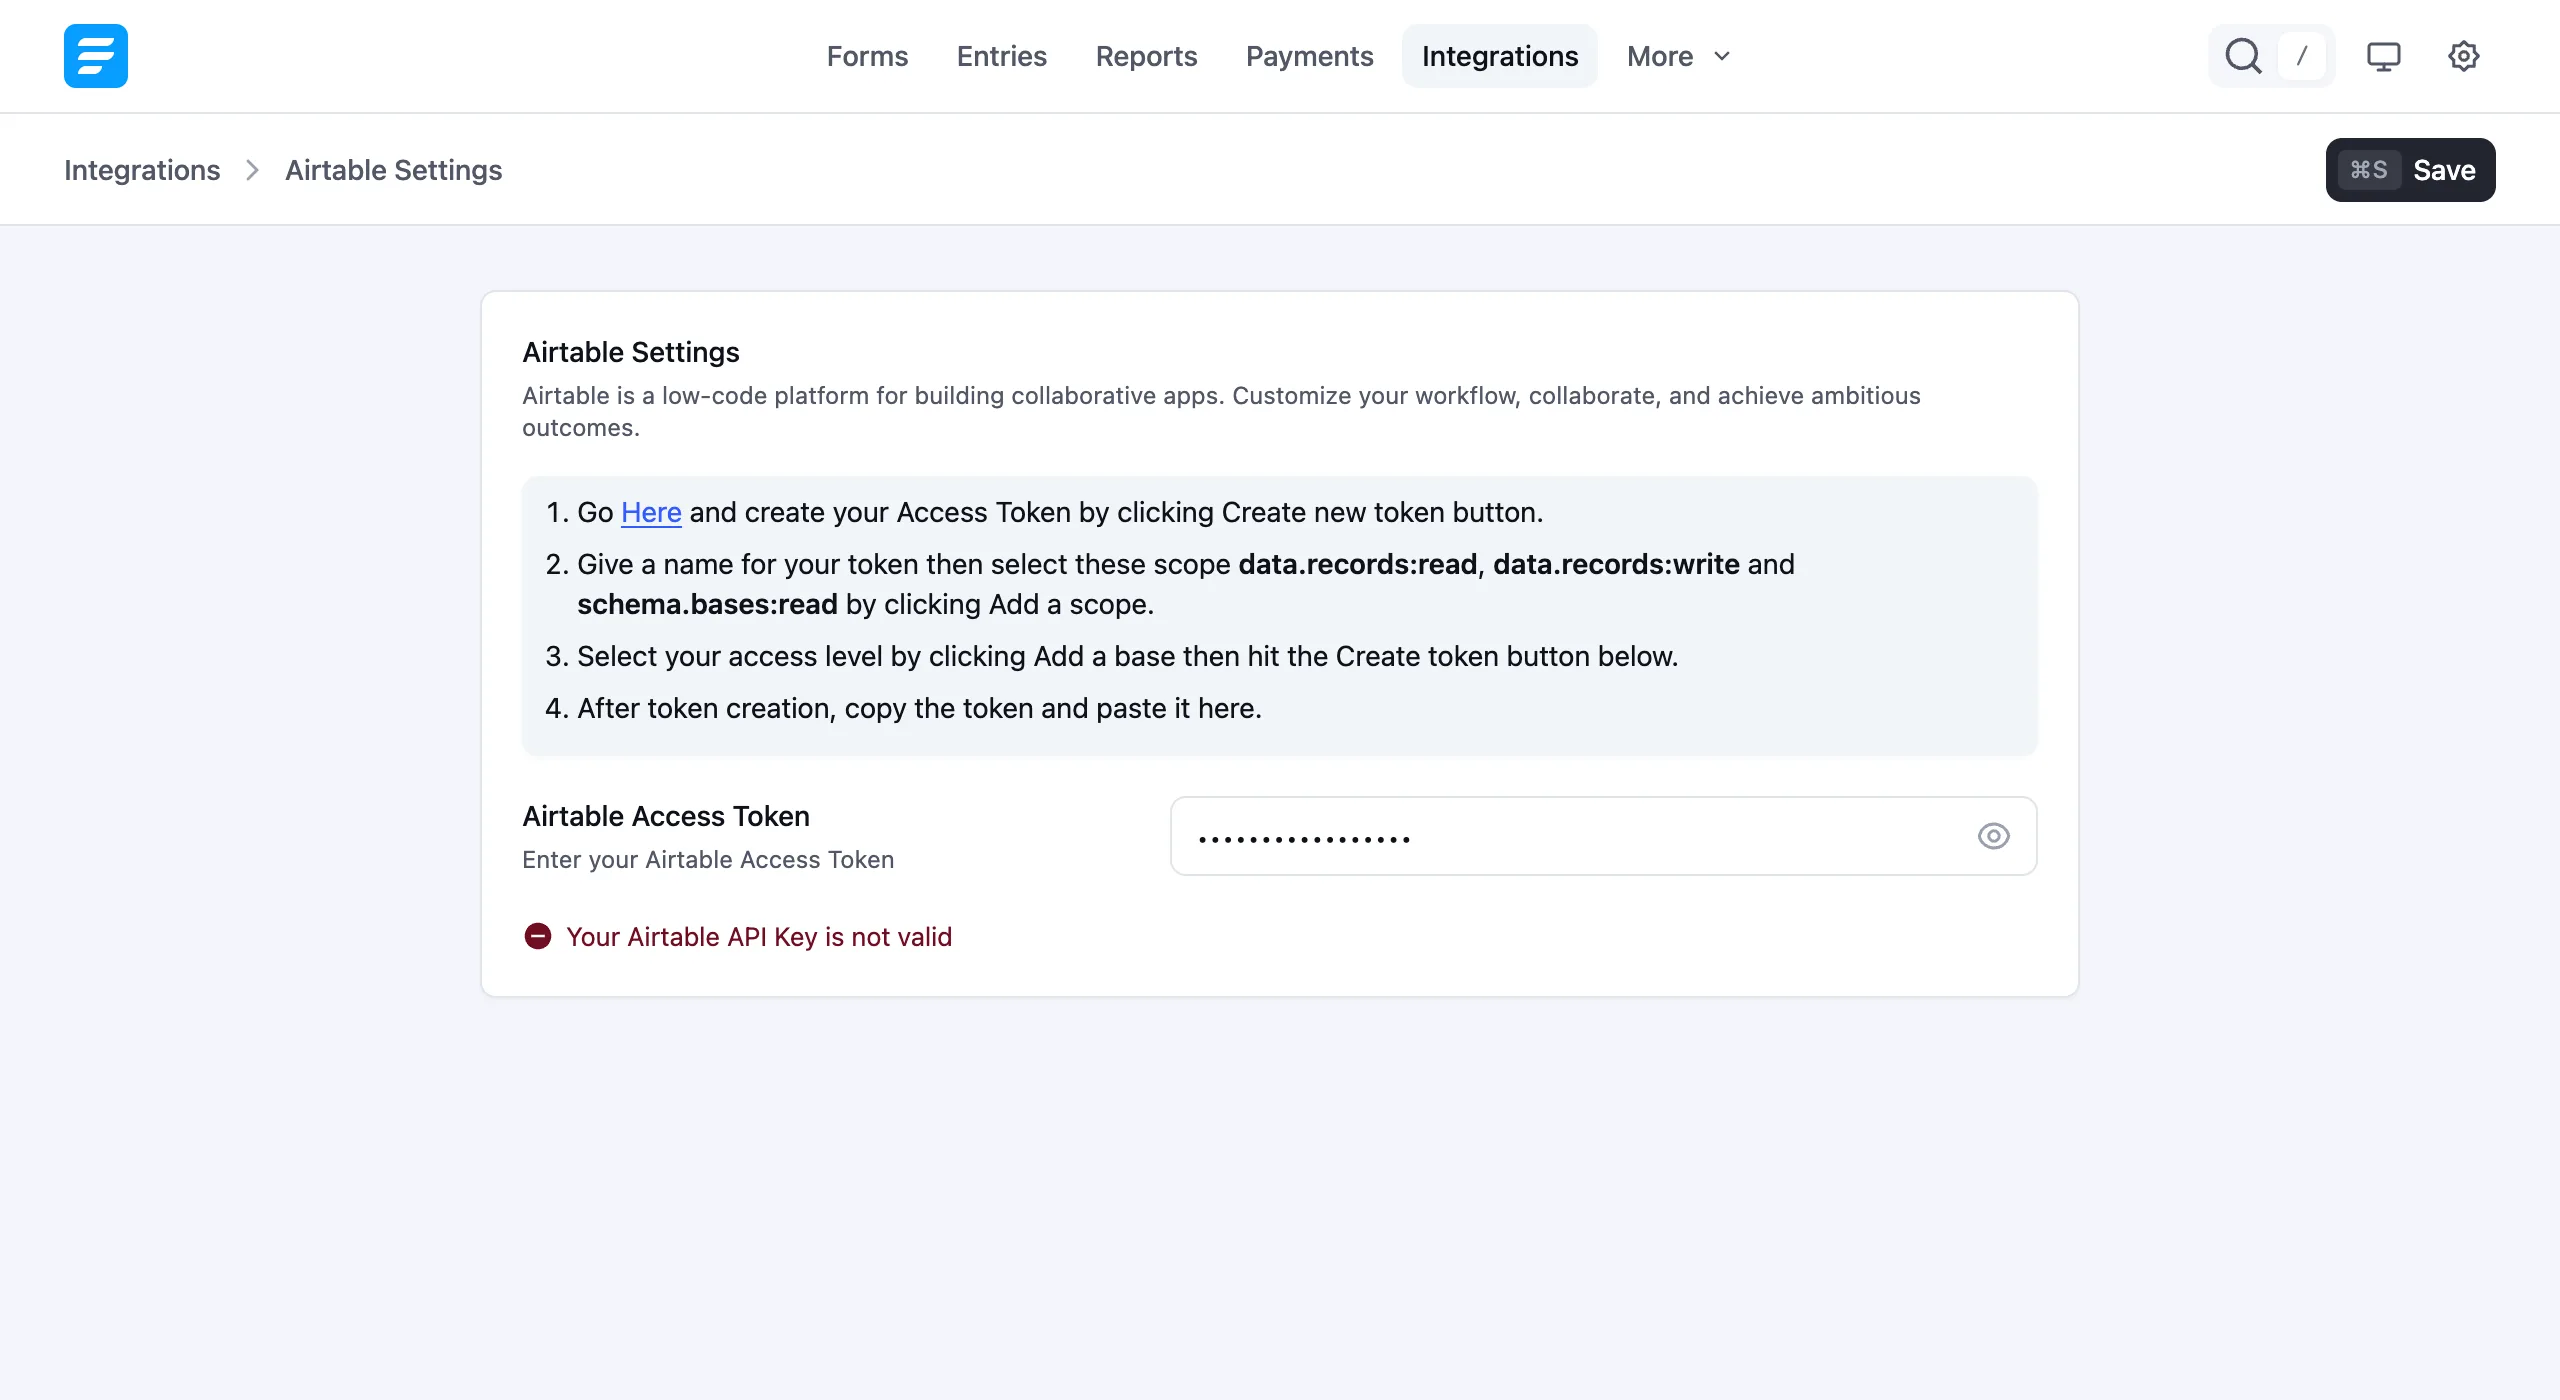 Forms Entries Reports Payments Integrations More
/
Integrations > Airtable Settings
⌘S Save
Airtable Settings
Airtable is a low-code platform for building collaborative apps. Customize your workflow, collaborate, and achieve ambitious
outcomes.
1. Go Here and create your Access Token by clicking Create new token button.
2. Give a name for your token then select these scope data.records:read, data.records:write and
schema.bases:read by clicking Add a scope.
3. Select your access level by clicking Add a base then hit the Create token button below.
4. After token creation, copy the token and paste it here.
Airtable Access Token
Enter your Airtable Access Token
•••••••••••••••••
Your Airtable API Key is not valid